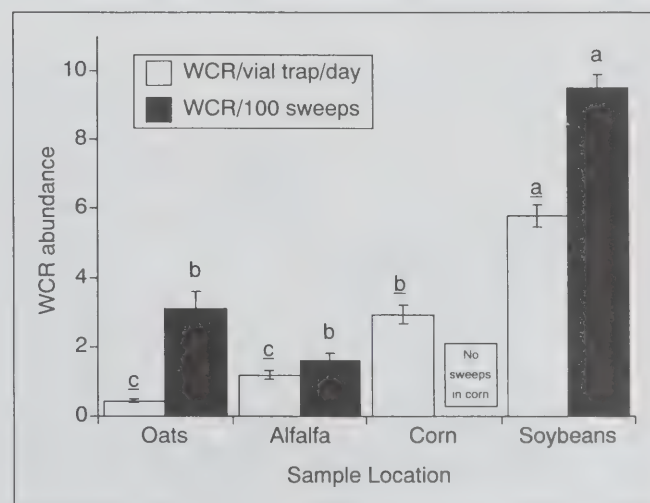 WCR abundance
10
8
6
4
2
0
WCR/vial trap/day
WCR/100 sweeps
c
b
c
b
b
a
a
No
sweeps
in corn
Oats
Alfalfa
Corn
Soybeans
Sample Location